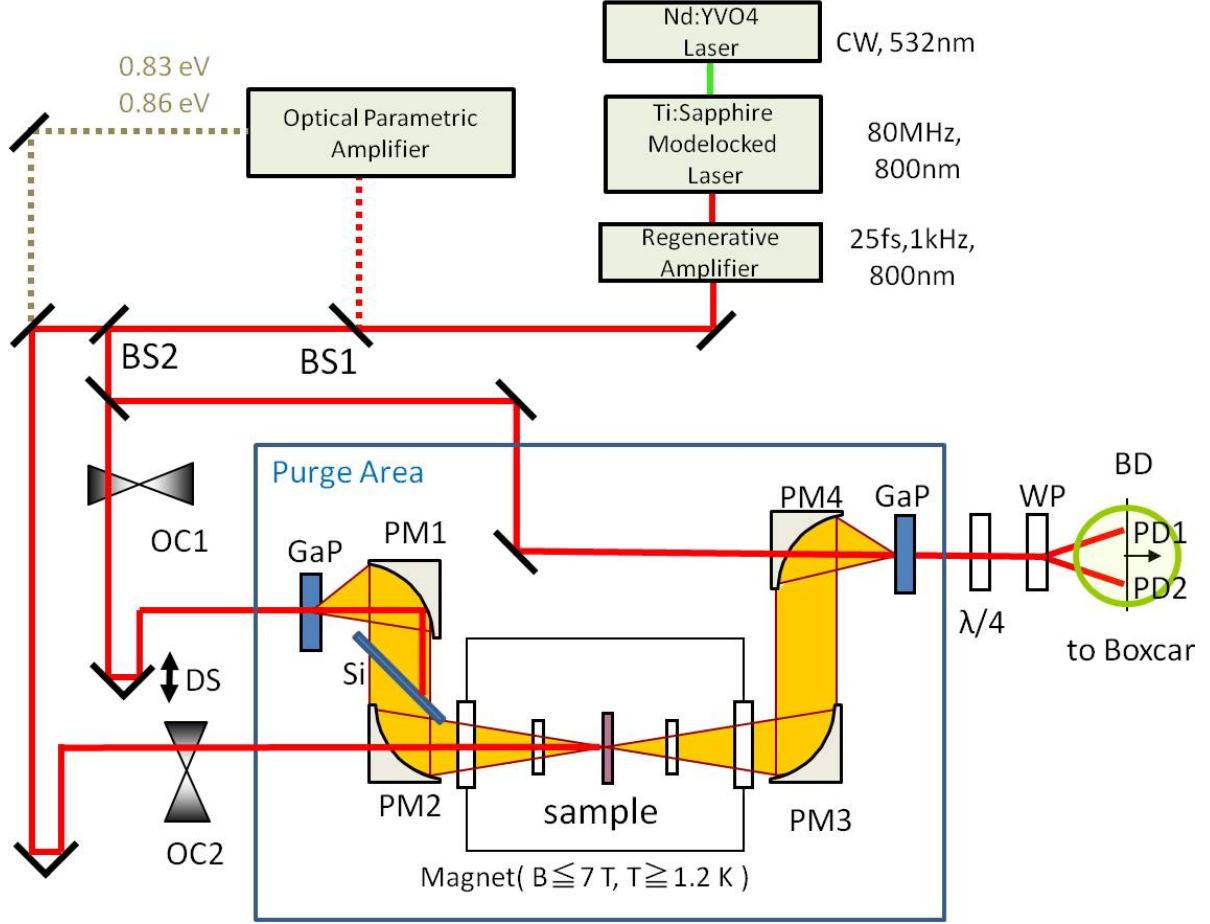 Nd:YVO4
Laser
CW, 532nm
0.83 eV
0.86 eV
Optical Parametric
Amplifier
Ti:Sapphire
Modelocked
Laser
80MHz,
800nm
Regenerative
Amplifier
25fs,1kHz,
800nm
BS2
BS1
Purge Area
OC1
GaP
PM1
PM4
GaP
WP
BD
PD1
PD2
λ/4
to Boxcar
Si
DS
PM2
sample
PM3
OC2
Magnet( B≦7 T, T≧1.2 K )